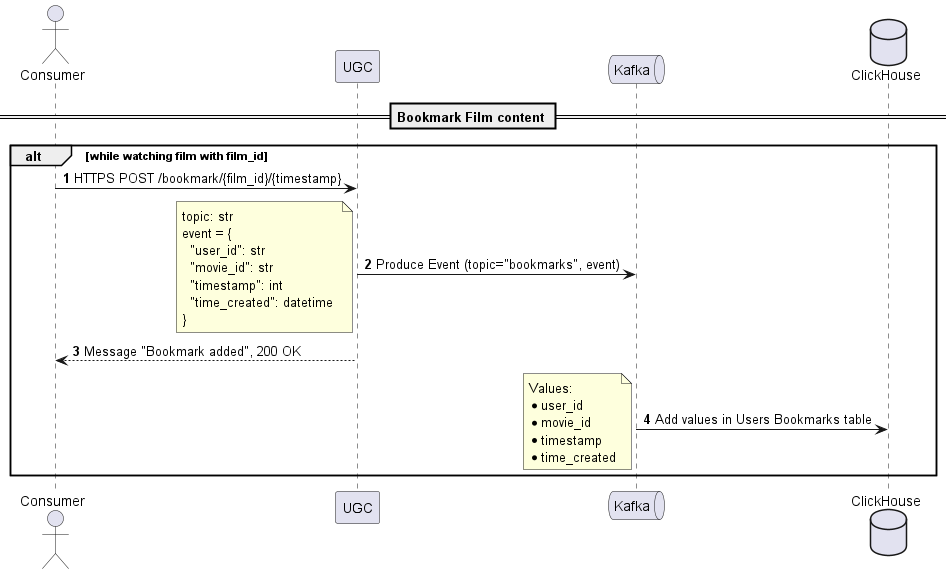 Consumer
UGC
Kafka
ClickHouse
Bookmark Film content
alt [while watching film with film_id]
1 HTTPS POST /bookmark/{film_id}/{timestamp}
topic: str
event = {
"user_id": str
"movie_id": str
"timestamp": int
"time_created": datetime
}
2 Produce Event (topic="bookmarks", event)
3 Message "Bookmark added", 200 OK
Values:
• user_id
• movie_id
• timestamp
• time_created
4 Add values in Users Bookmarks table
Consumer
UGC
Kafka
ClickHouse